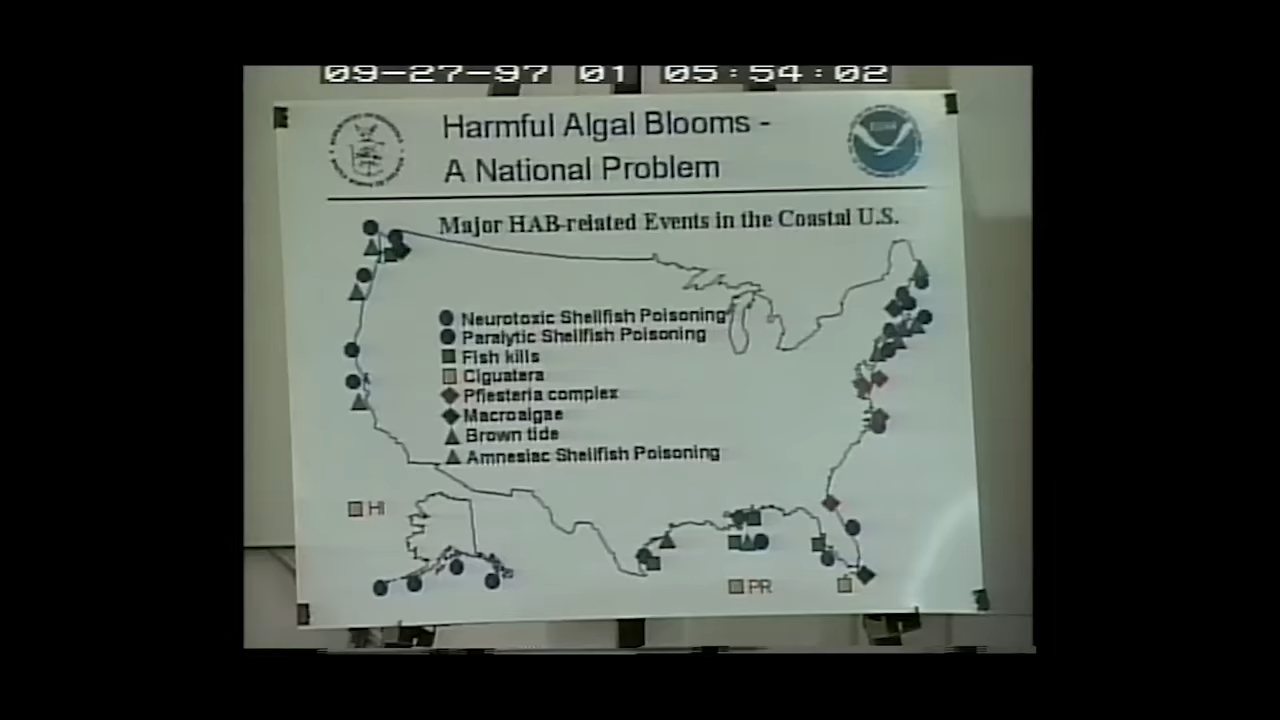 09-27-97 01 05:54:02
Harmful Algal Blooms -
A National Problem
Major HAB-related Events in the Coastal U.S.
Neurotoxic Shellfish Poisoning
Paralytic Shellfish Poisoning
Fish kills
Ciguatera
Pfiesteria complex
Macroalgae
Brown tide
Amnesiac Shellfish Poisoning
HI
PR